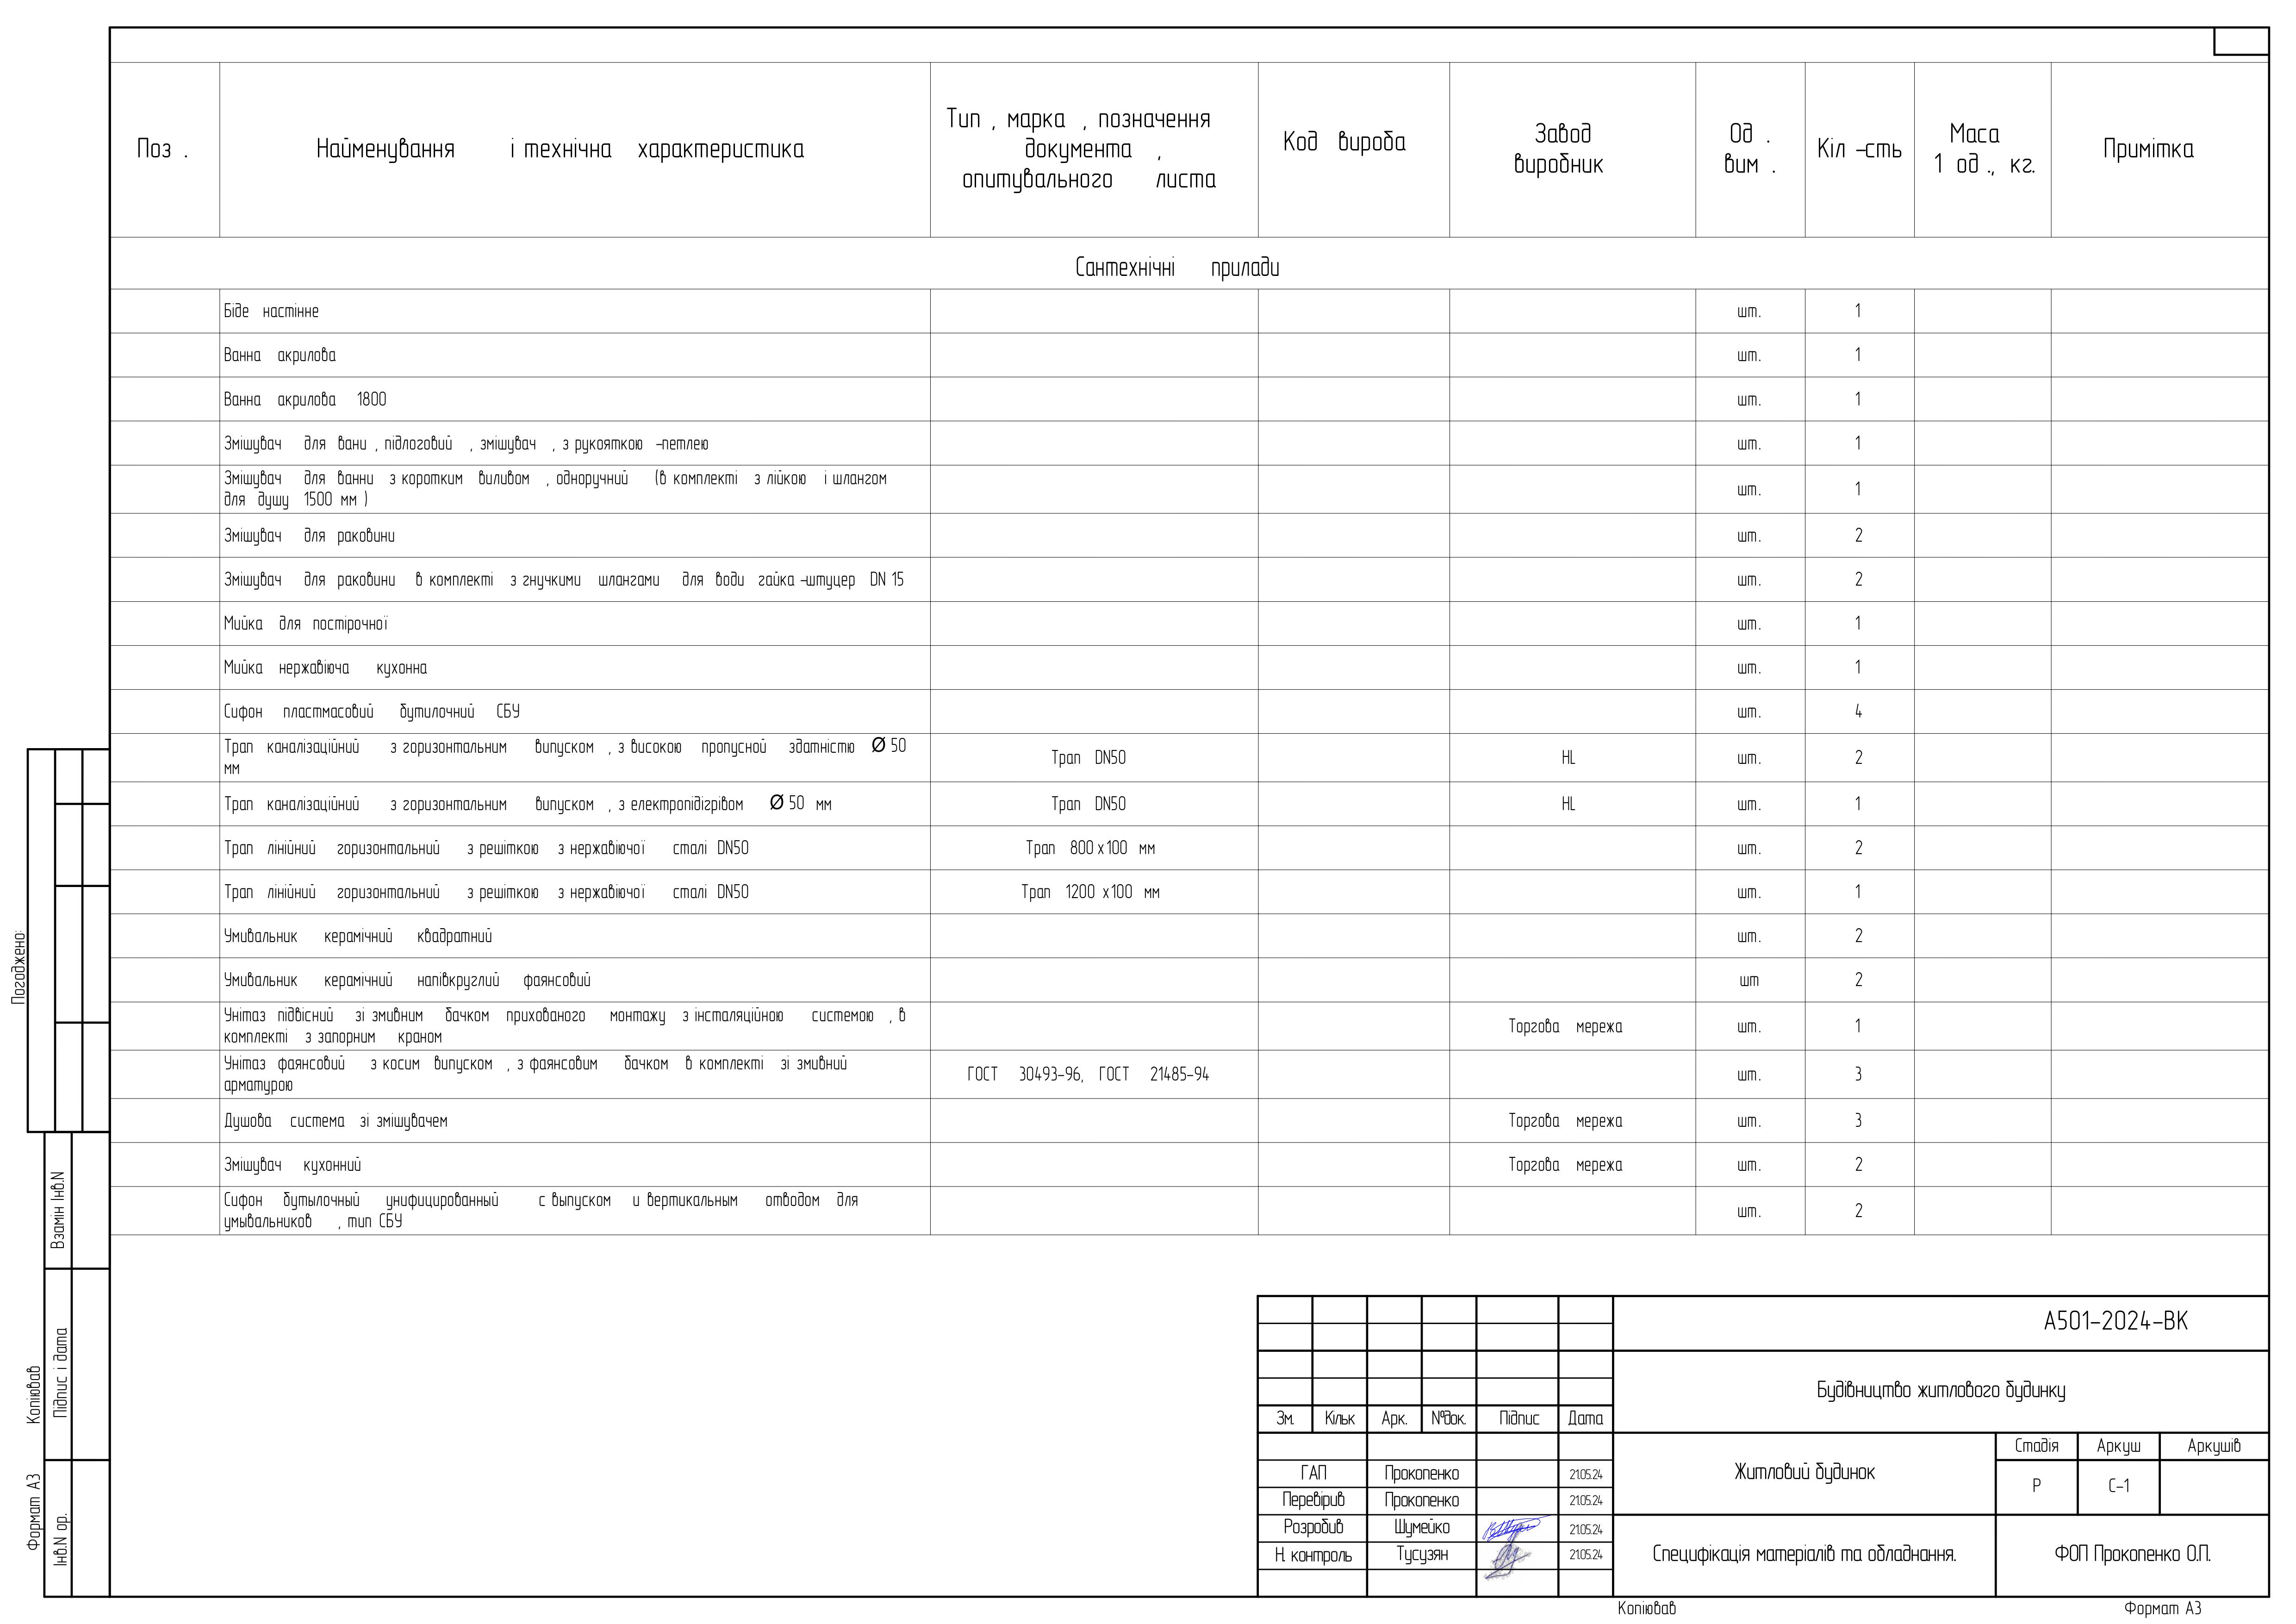 Поз.
Найменування і технічна характеристика
Тип, марка, позначення
документа,
опитувального листа
Код вироба
Завод
виробник
Од.
вим.
Кіл-сть
Маса
1 од., кг.
Примітка
Сантехнічні прилади
Біде настінне шт. 1
Ванна акрилова шт. 1
Ванна акрилова 1800 шт. 1
Змішувач для вани, підлоговий, змішувач, з рукояткою-петлею шт. 1
Змішувач для ванни з коротким виливом, одноручний (в комплекті з лійкою і шлангом
для душу 1500 мм) шт. 1
Змішувач для раковини шт. 2
Змішувач для раковини в комплекті з гнучкими шлангами для води гайка-штуцер DN 15 шт. 2
Мийка для постірочної шт. 1
Мийка нержавіюча кухонна шт. 1
Сифон пластмасовий бутилочний СБУ шт. 4
Трап каналізаційний з горизонтальним випуском, з високою пропусной здатністю Ø 50
мм Трап DN50 HL шт. 2
Трап каналізаційний з горизонтальним випуском, з електропідігрівом Ø 50 мм Трап DN50 HL шт. 1
Трап лінійний горизонтальний з решіткою з нержавіючої сталі DN50 Трап 800х100 мм шт. 2
Трап лінійний горизонтальний з решіткою з нержавіючої сталі DN50 Трап 1200х100 мм шт. 1
Умивальник керамічний квадратний шт. 2
Умивальник керамічний напівкруглий фаянсовий шт 2
Унітаз підвісний зі змивним бачком прихованого монтажу з інсталяційною системою, в
комплекті з запорним краном Торгова мережа шт. 1
Унітаз фаянсовий з косим випуском, з фаянсовим бачком в комплекті зі змивний
арматурою ГОСТ 30493-96, ГОСТ 21485-94 шт. 3
Душова система зі змішувачем Торгова мережа шт. 3
Змішувач кухонний Торгова мережа шт. 2
Сифон бутылочный унифицированный с выпуском и вертикальным отводом для
умывальников, тип СБУ шт. 2
Погоджено:
Взамін Інв.N
Підпис і дата
Інв.N ор.
Копіював
Формат А3
А501-2024-ВК
Будівництво житлового будинку
Зм. Кільк Арк. №док. Підпис Дата
Житловий будинок
Стадія Аркуш Аркушів
Р С-1
ГАП Прокопенко 21.05.24
Перевірив Прокопенко 21.05.24
Розробив Шумейко 21.05.24
Н. контроль Тусузян 21.05.24
Специфікація матеріалів та обладнання.
ФОП Прокопенко О.П.
Копіював
Формат А3